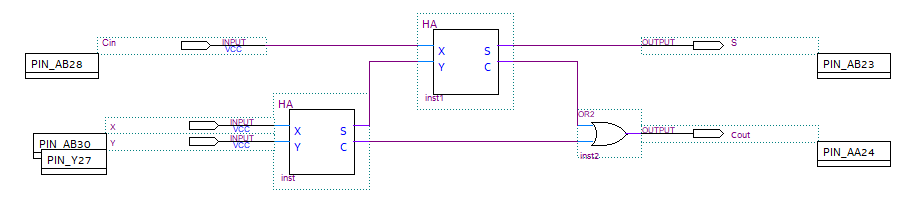 HA
Cin INPUT VCC X S OUTPUT S
PIN_AB28 Y C PIN_AB23
inst1
HA
OR2
X INPUT VCC X S OUTPUT Cout
PIN_AB30 Y INPUT VCC Y C inst2 PIN_AA24
PIN_Y27
inst